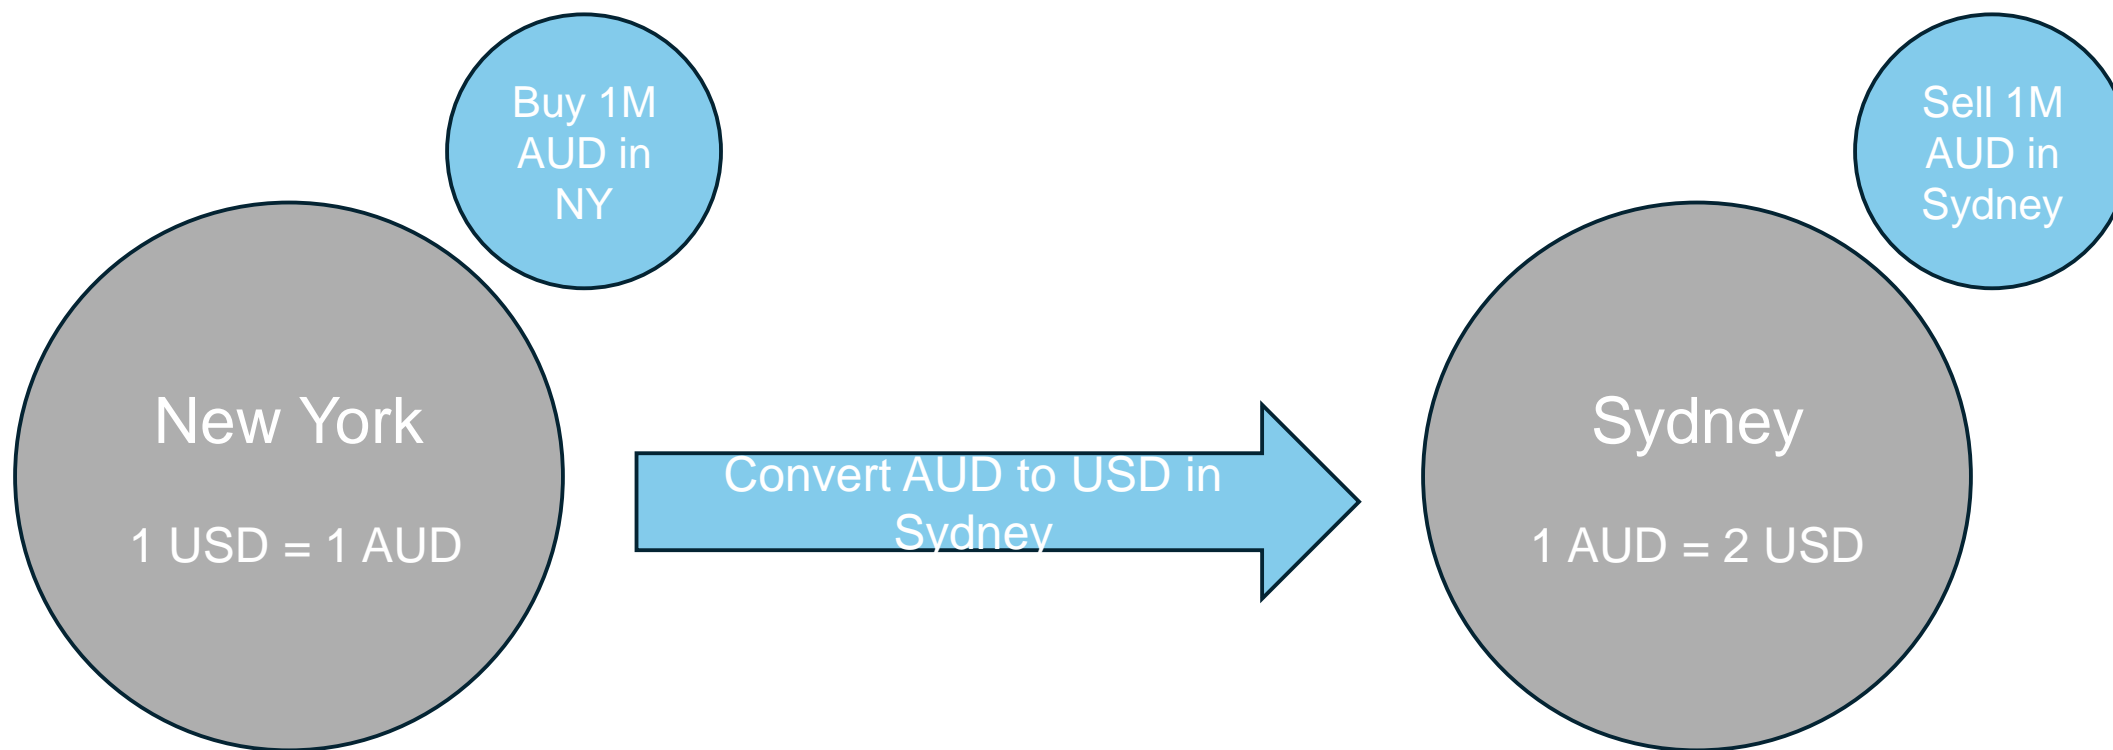 Buy 1M
AUD in
NY
Sell 1M
AUD in
Sydney
New York
1 USD = 1 AUD
Convert AUD to USD in
Sydney
Sydney
1 AUD = 2 USD